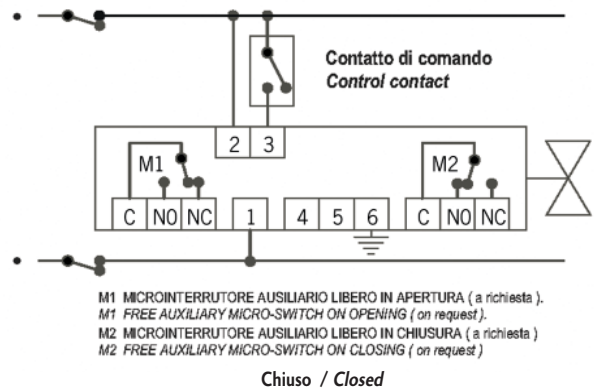 Contatto di comando
Control contact
2 3
M1
M2
C NO NC
1
4 5 6
C NO NC
M1 MICROINTERRUTORE AUSILIARIO LIBERO IN APERTURA ( a richiesta ).
M1 FREE AUXILIARY MICRO-SWITCH ON OPENING ( on request ).
M2 MICROINTERRUTORE AUSILIARIO LIBERO IN CHIUSURA ( a richiesta )
M2 FREE AUXILIARY MICRO-SWITCH ON CLOSING ( on request )
Chiuso / Closed